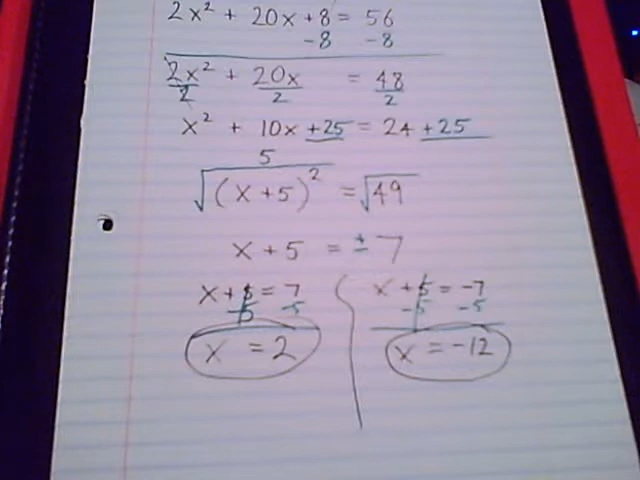 2x² + 20x + 8 = 56
-8 -8
2x² + 20x = 48
2 2 2
x² + 10x + 25 = 24 + 25
5
√(x + 5)² = √49
x + 5 = ± 7
x + 5 = 7 x + 5 = -7
-5 -5 -5 -5
x = 2 x = -12